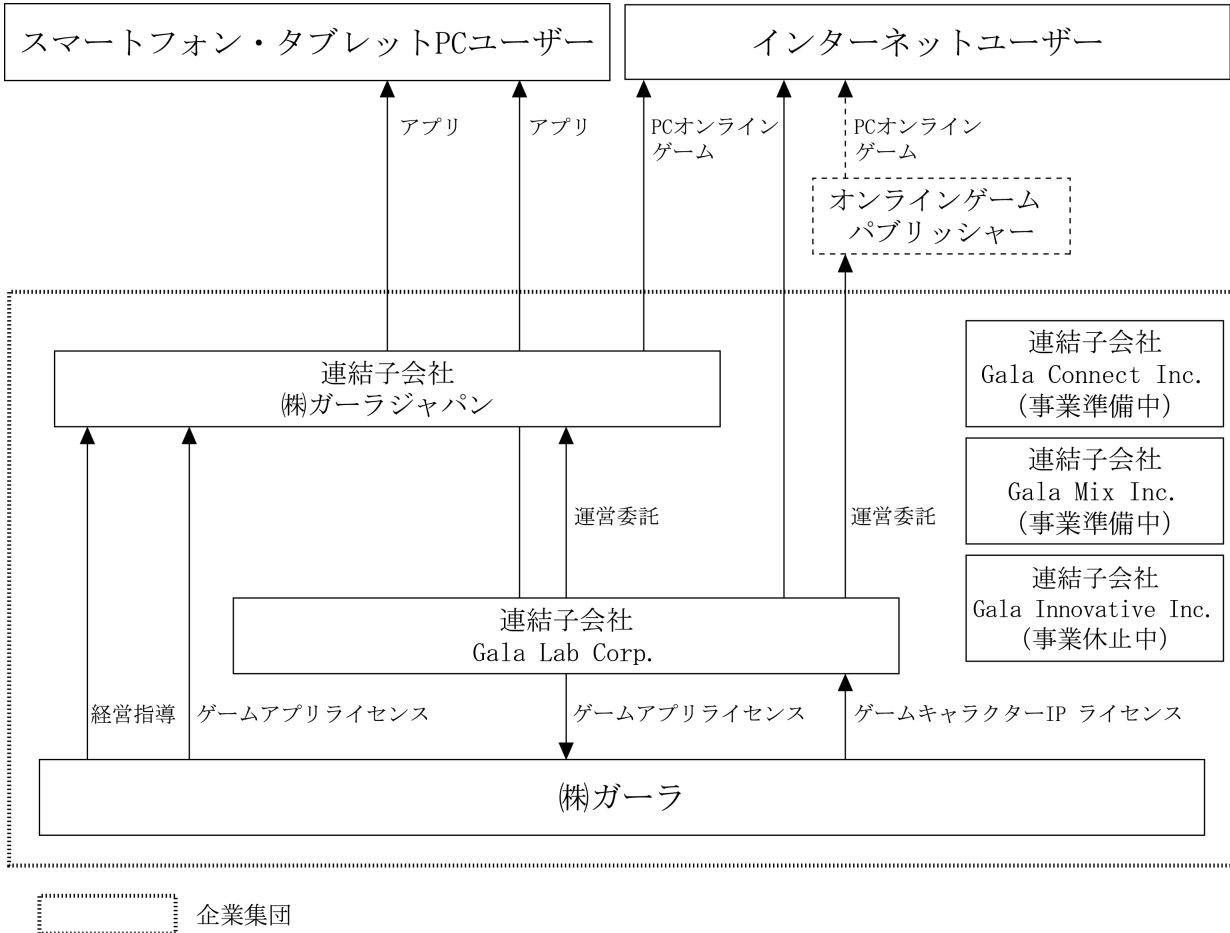 スマートフォン・タブレットPCユーザー
インターネットユーザー
アプリ
アプリ
PCオンライン
ゲーム
PCオンライン
ゲーム
オンラインゲーム
パブリッシャー
連結子会社
㈱ガーラジャパン
連結子会社
Gala Connect Inc.
(事業準備中)
連結子会社
Gala Mix Inc.
(事業準備中)
運営委託
運営委託
連結子会社
Gala Innovative Inc.
(事業休止中)
連結子会社
Gala Lab Corp.
経営指導
ゲームアプリライセンス
ゲームアプリライセンス
ゲームキャラクターIP ライセンス
㈱ガーラ
企業集団